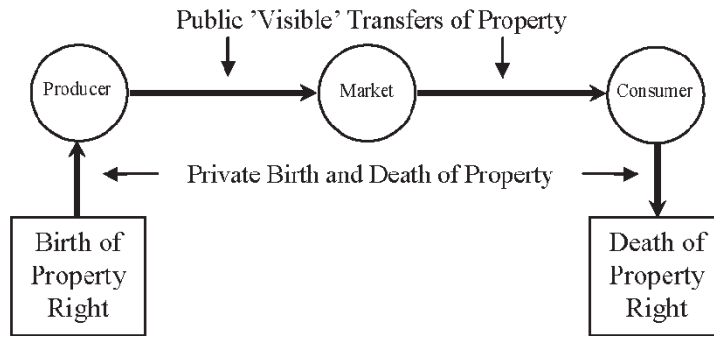 Public 'Visible' Transfers of Property
Producer
Market
Consumer
Private Birth and Death of Property
Birth of
Property
Right
Death of
Property
Right